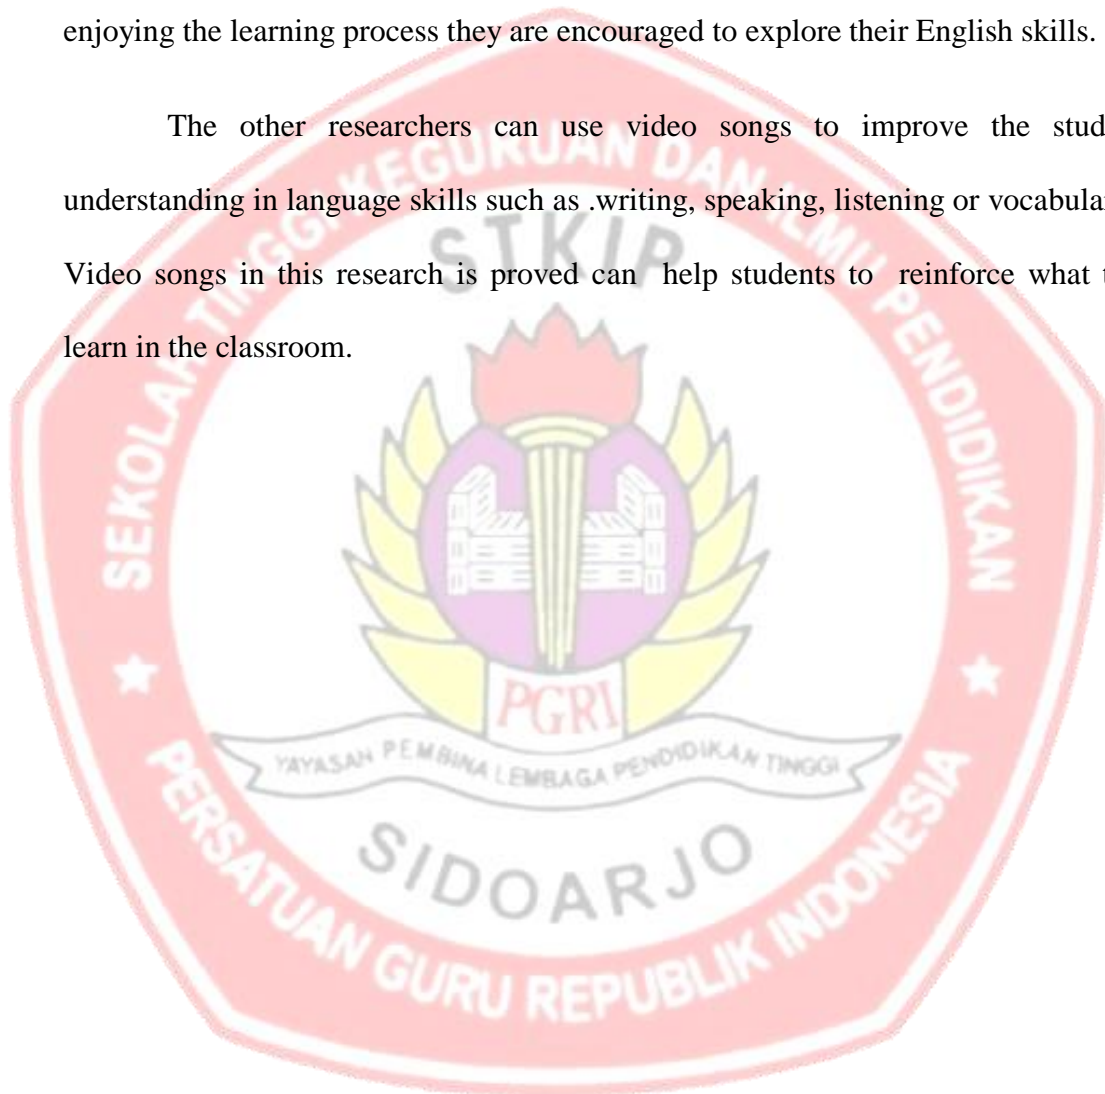 enjoying the learning process they are encouraged to explore their English skills.
The other researchers can use video songs to improve the stud
understanding in language skills such as .writing, speaking, listening or vocabula
Video songs in this research is proved can help students to reinforce what t
learn in the classroom.
SEKOLAH TINGGI KEGURUAN DAN ILMU PENDIDIKAN
STKIP
PGRI
YAYASAN PEMBINA LEMBAGA PENDIDIKAN TINGGI
SIDOARJO
PERSATUAN GURU REPUBLIK INDONESIA